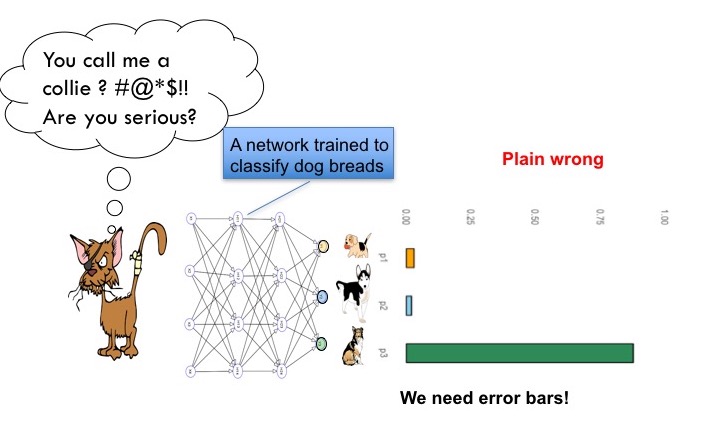 You call me a
collie ? #@*$!!
Are you serious?
A network trained to
classify dog breads
Plain wrong
0.00
0.25
0.50
0.75
1.00
p1
p2
p3
We need error bars!